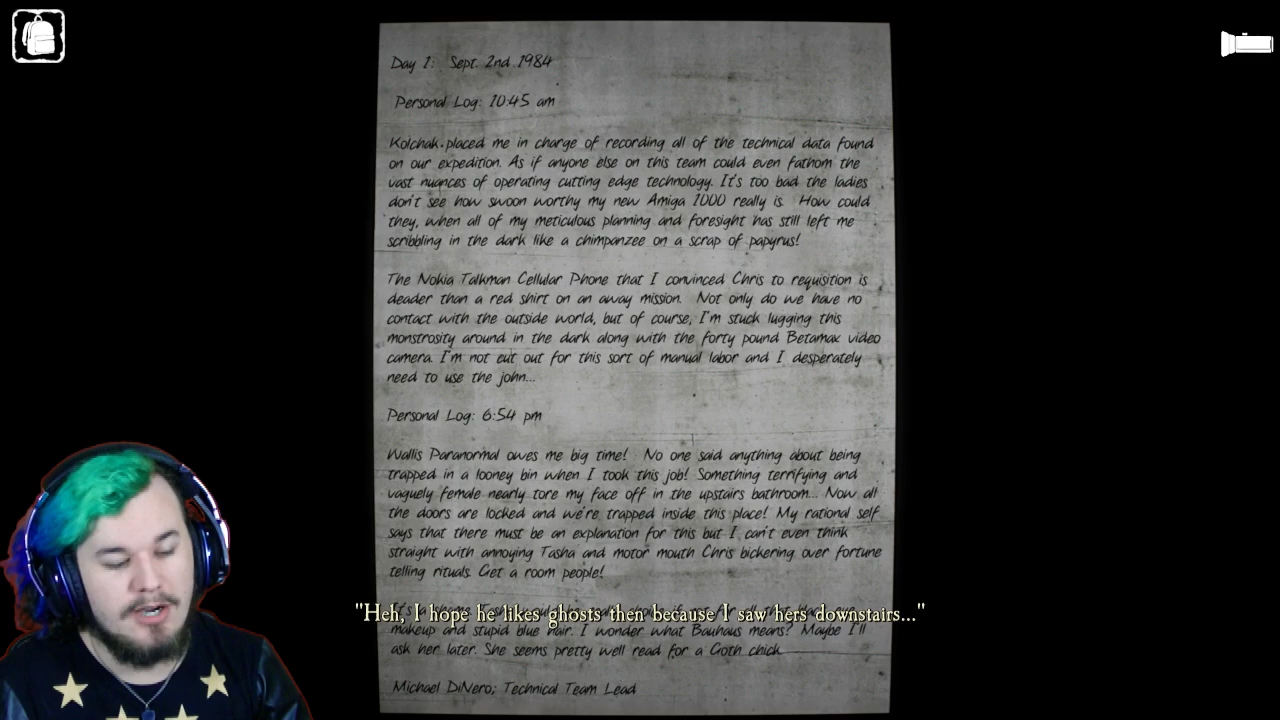 Day 1: Sept. 2nd 1984
Personal Log: 10:45 am
Kolchak placed me in charge of recording all of the technical data found
on our expedition. As if anyone else on this team could even fathom the
vast nuances of operating cutting edge technology. It's too bad the ladies
don't see how swoon worthy my new Amiga 1000 really is. How could
they, when all of my meticulous planning and foresight has still left me
scribbling in the dark like a chimpanzee on a scrap of papyrus!
The Nokia Talkman Cellular Phone that I convinced Chris to requisition is
deader than a red shirt on an away mission. Not only do we have no
contact with the outside world, but of course, I'm stuck lugging this
monstrosity around in the dark along with the forty pound Betamax video
camera. I'm not cut out for this sort of manual labor and I desperately
need to use the john...
Personal Log: 6:54 pm
Wallis Paranormal owes me big time! No one said anything about being
trapped in a looney bin when I took this job! Something terrifying and
vaguely female nearly tore my face off in the upstairs bathroom... Now all
the doors are locked and we're trapped inside this place! My rational self
says that there must be an explanation for this but I can't even think
straight with annoying Tasha and motor mouth Chris bickering over fortune
telling rituals. Get a room people!
"Heh, I hope he likes ghosts then because I saw hers downstairs..."
makeup and stupid blue hair. I wonder what Bauhaus means? Maybe I'll
ask her later. She seems pretty well read for a Goth chick
Michael DiNero; Technical Team Lead